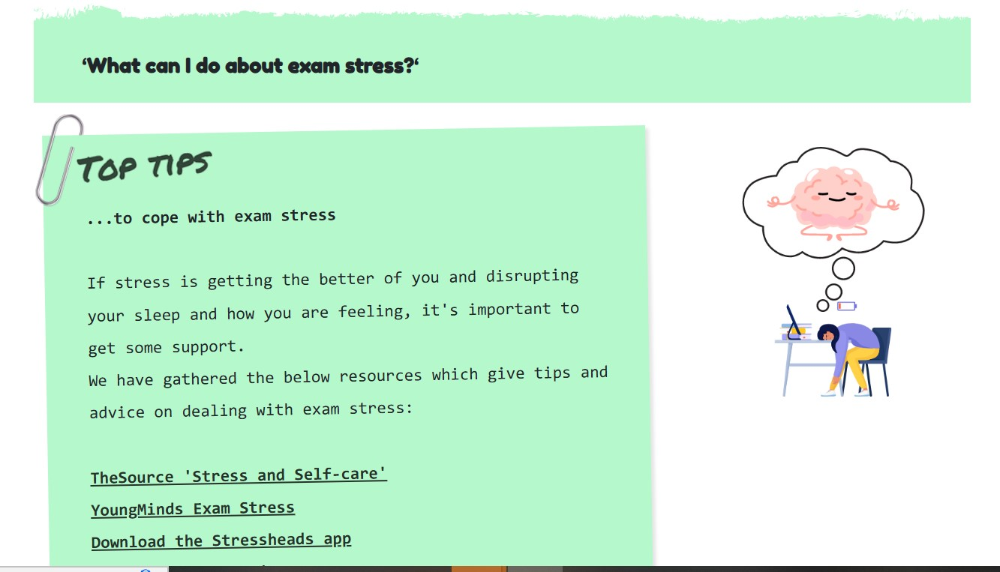 ‘What can I do about exam stress?‘
TOP TIPS
...to cope with exam stress
If stress is getting the better of you and disrupting
your sleep and how you are feeling, it's important to
get some support.
We have gathered the below resources which give tips and
advice on dealing with exam stress:
TheSource 'Stress and Self-care'
YoungMinds Exam Stress
Download the Stressheads app